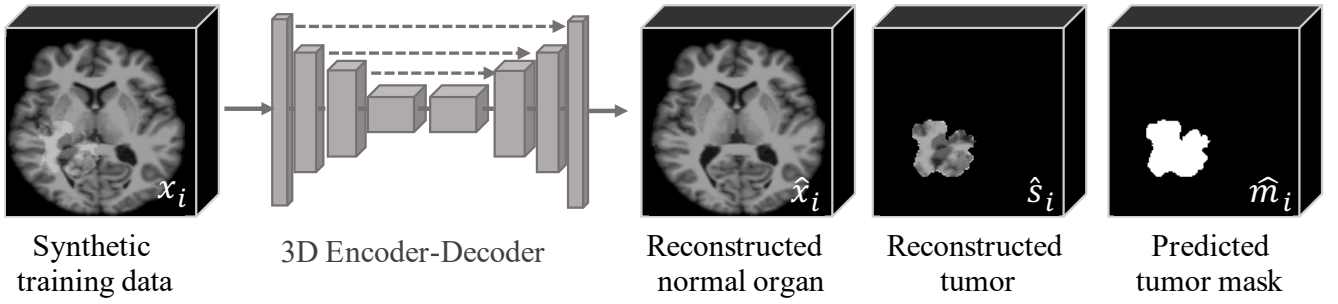 x_i
x̂_i
ŝ_i
m̂_i
Synthetic
training data
3D Encoder-Decoder
Reconstructed
normal organ
Reconstructed
tumor
Predicted
tumor mask